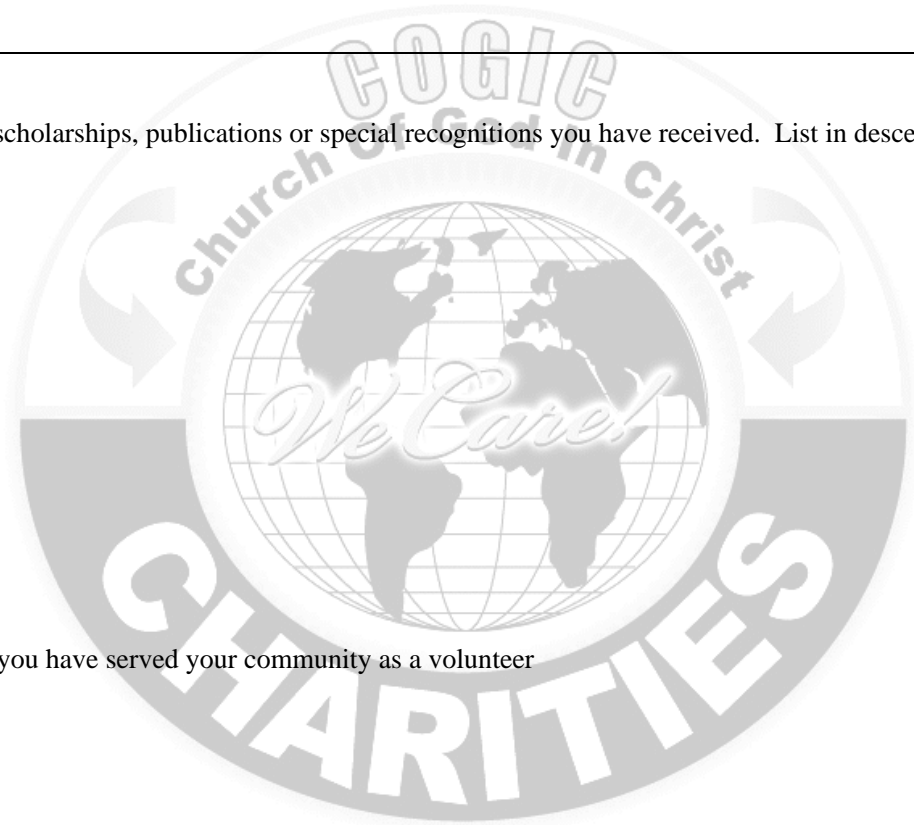 COGIC
Church Of God In Christ
scholarships, publications or special recognitions you have received. List in desce
We Care!
you have served your community as a volunteer
CHARITIES